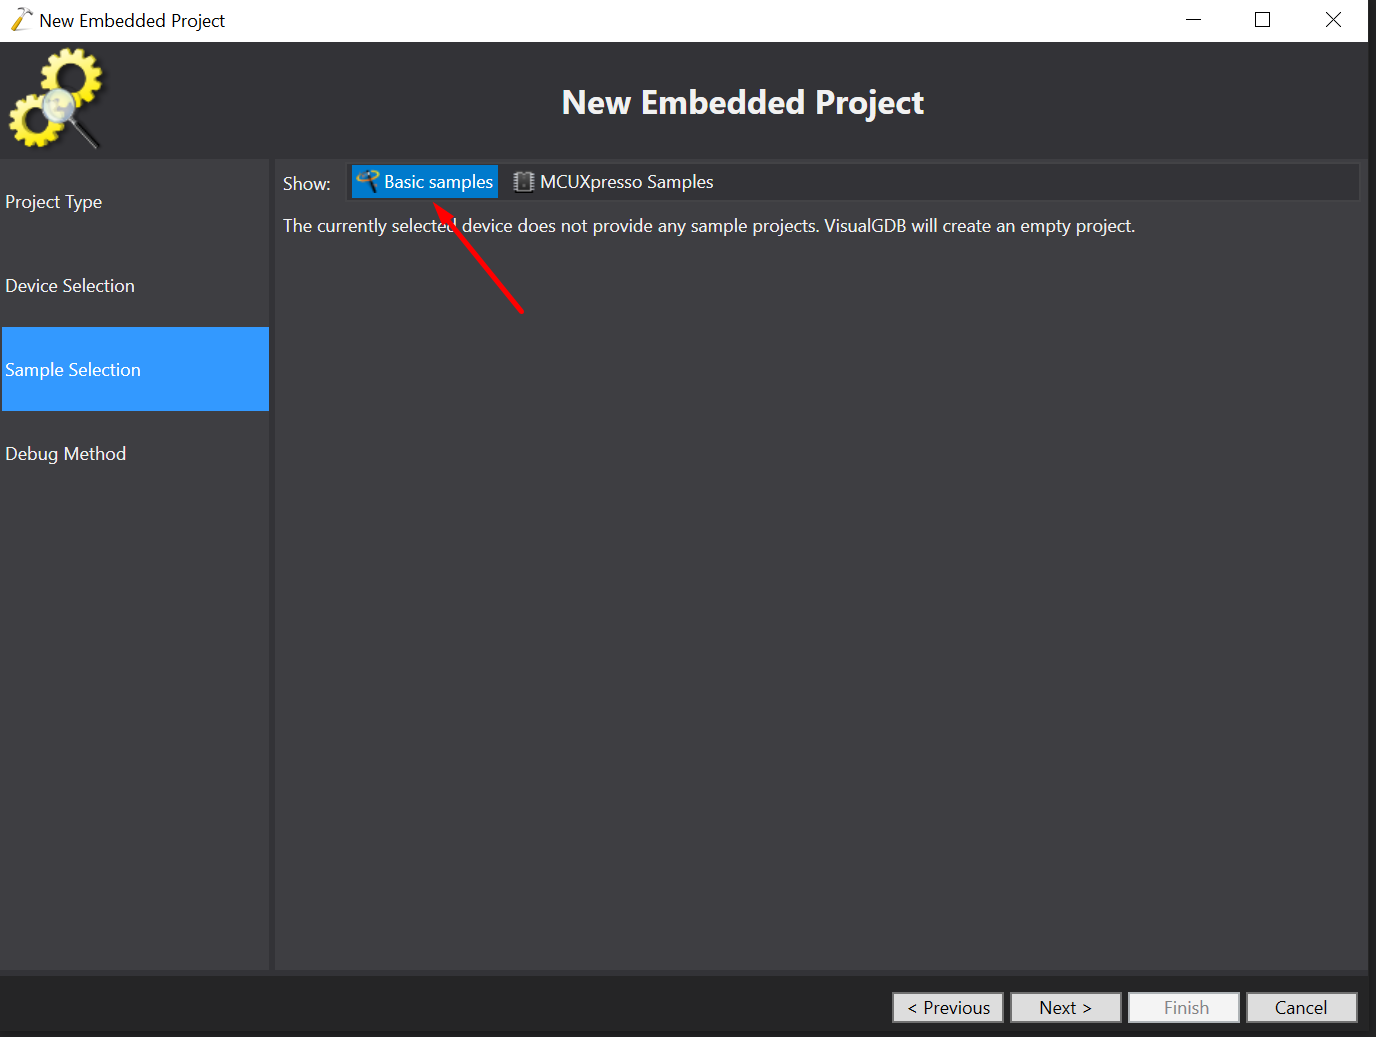 New Embedded Project
New Embedded Project
Project Type
Device Selection
Sample Selection
Debug Method
Show: Basic samples MCUXpresso Samples
The currently selected device does not provide any sample projects. VisualGDB will create an empty project.
< Previous Next > Finish Cancel